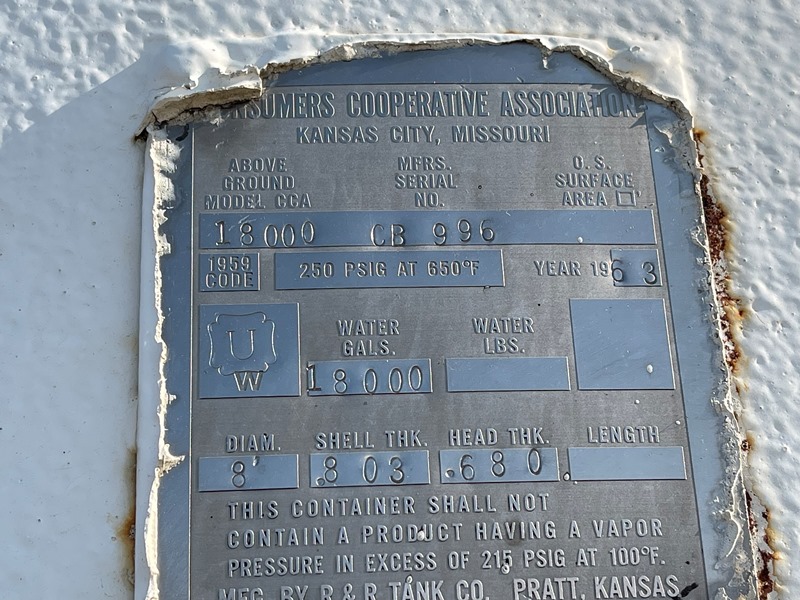 CONSUMERS COOPERATIVE ASSOCIATION
KANSAS CITY, MISSOURI
ABOVE GROUND MODEL CCA
MFRS. SERIAL NO.
O.S. SURFACE AREA □'
18000 CB 996
1959 CODE
250 PSIG AT 650°F
YEAR 1963
U
W
WATER GALS.
18000
WATER LBS.
DIAM.
8'
SHELL THK.
.803
HEAD THK.
.680
LENGTH
THIS CONTAINER SHALL NOT
CONTAIN A PRODUCT HAVING A VAPOR
PRESSURE IN EXCESS OF 215 PSIG AT 100°F.
MFG. BY R & R TANK CO. PRATT, KANSAS